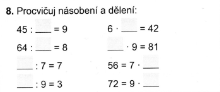 8. Procvičuj násobení a dělení:
45 : ___ = 9    6 · ___ = 42
64 : ___ = 8    ___ · 9 = 81
___ : 7 = 7    56 = 7 · ___
___ : 9 = 3    72 = 9 · ___